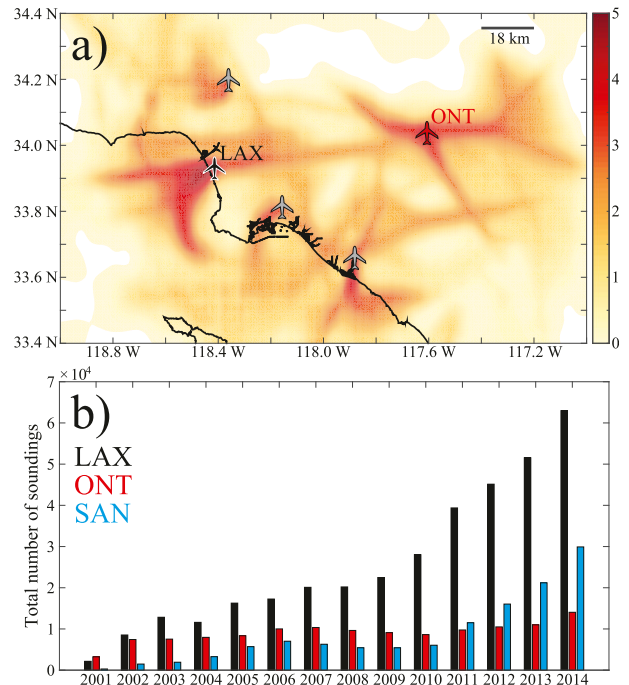 34.4 N
34.2 N
34.0 N
33.8 N
33.6 N
33.4 N
a)
18 km
ONT
LAX
5
4
3
2
1
0
118.8 W
118.4 W
118.0 W
117.6 W
117.2 W
7 × 10⁴
6
5
4
3
2
1
0
Total number of soundings
b)
LAX
ONT
SAN
2001 2002 2003 2004 2005 2006 2007 2008 2009 2010 2011 2012 2013 2014